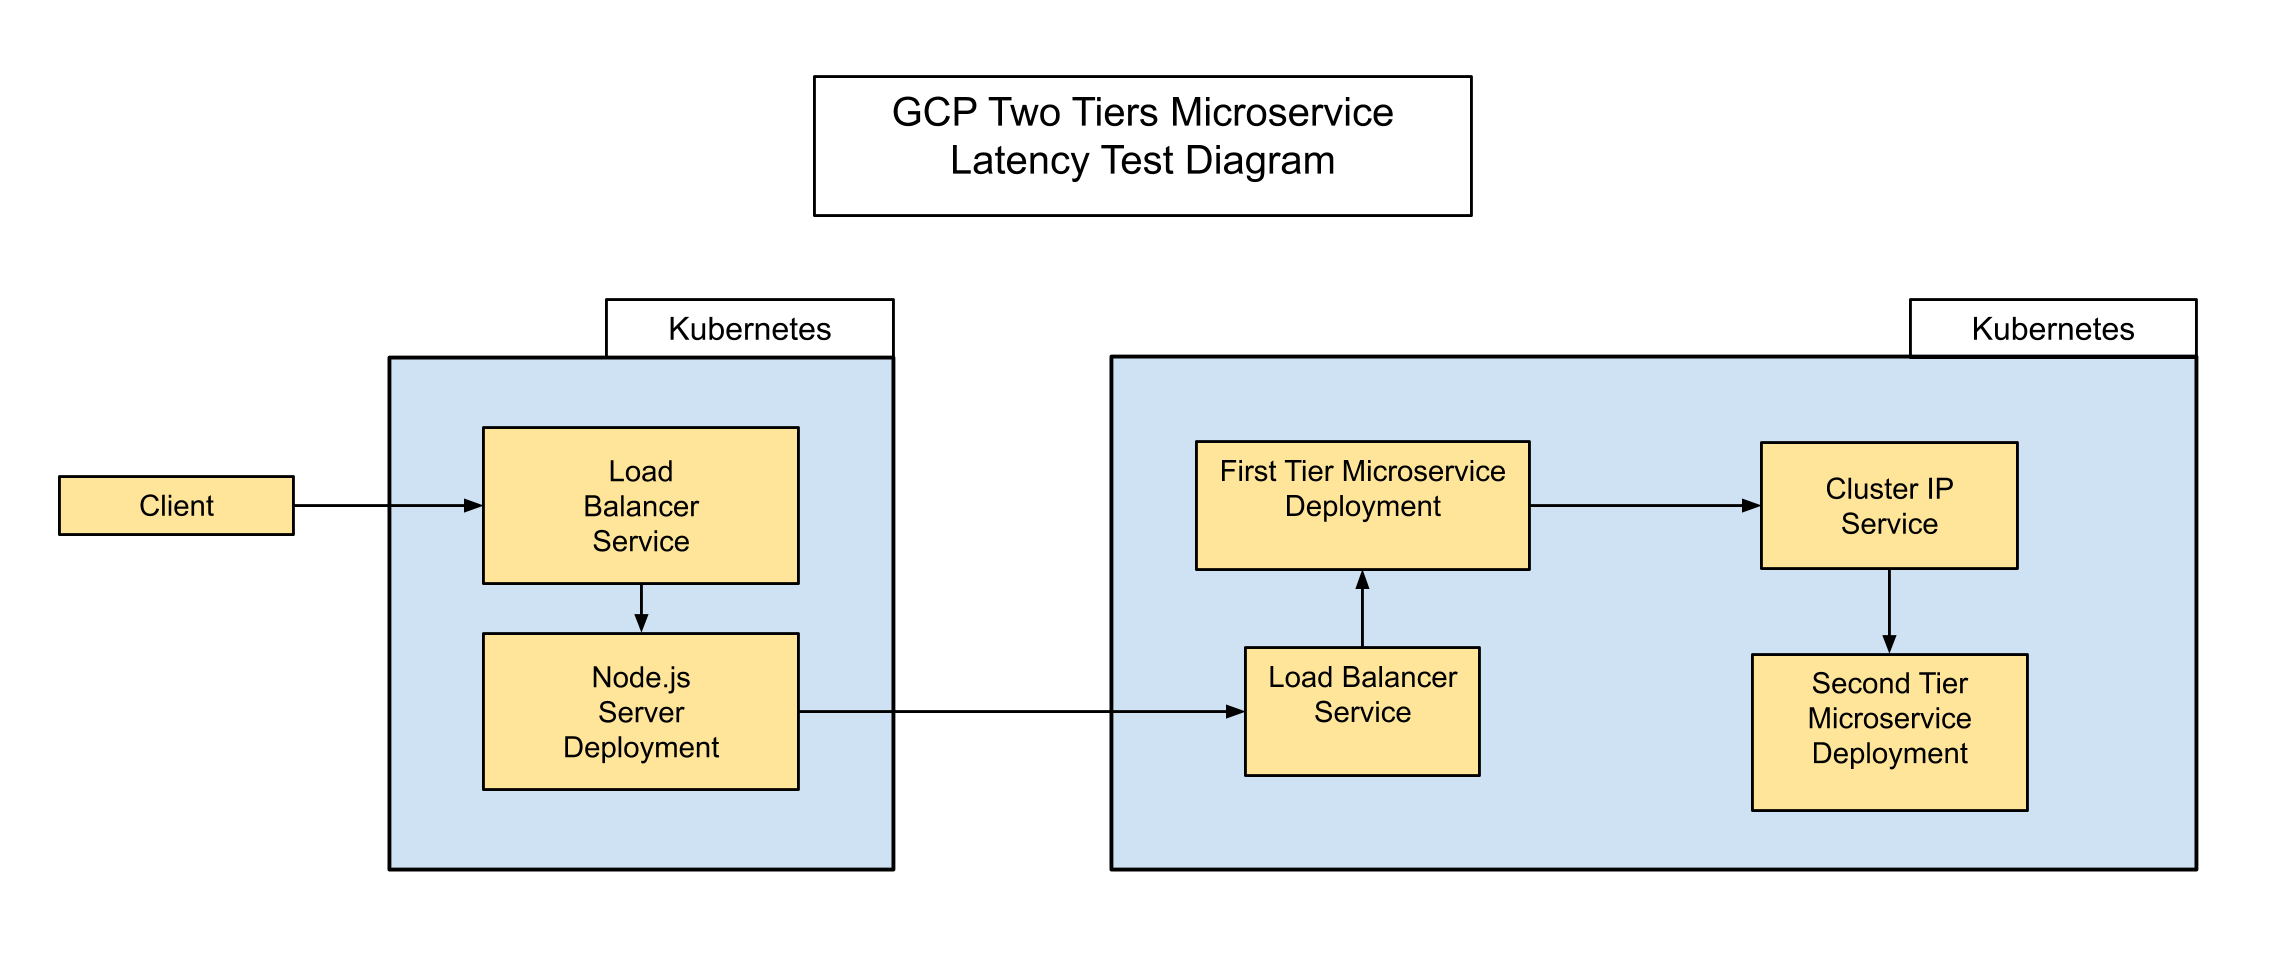 GCP Two Tiers Microservice
Latency Test Diagram
Kubernetes
Kubernetes
Client
Load
Balancer
Service
Node.js
Server
Deployment
First Tier Microservice
Deployment
Load Balancer
Service
Cluster IP
Service
Second Tier
Microservice
Deployment